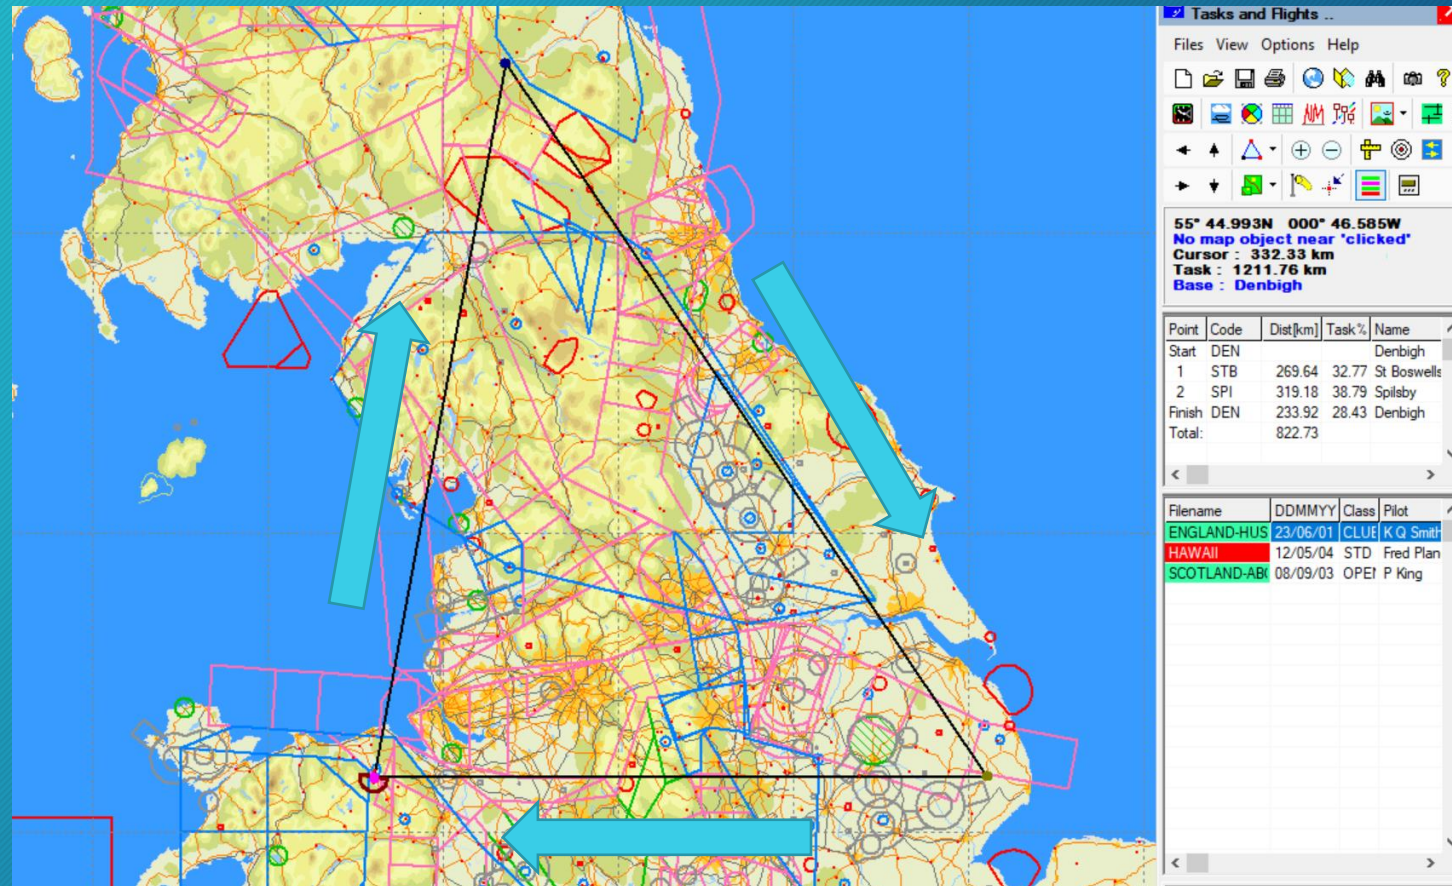 Tasks and Flights ..
Files View Options Help
55° 44.993N 000° 46.585W
No map object near 'clicked'
Cursor : 332.33 km
Task : 1211.76 km
Base : Denbigh
Point Code Dist[km] Task% Name
Start DEN Denbigh
1 STB 269.64 32.77 St Boswells
2 SPI 319.18 38.79 Spilsby
Finish DEN 233.92 28.43 Denbigh
Total: 822.73
Filename DDMMYY Class Pilot
ENGLAND-HUS 23/06/01 CLUE K Q Smith
HAWAII 12/05/04 STD Fred Plan
SCOTLAND-AB( 08/09/03 OPEI P King